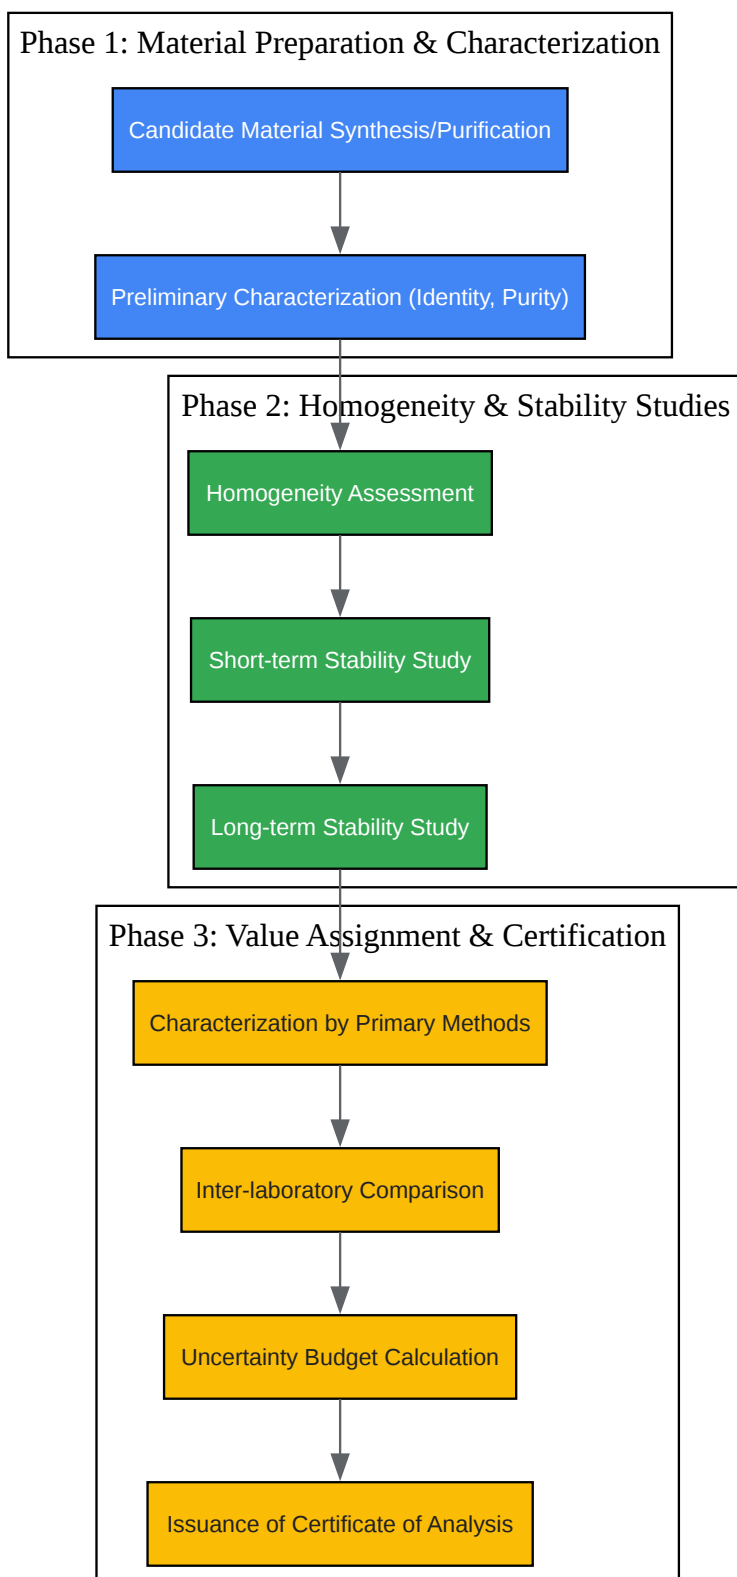 Phase 1: Material Preparation & Characterization
Candidate Material Synthesis/Purification
Preliminary Characterization (Identity, Purity)
Phase 2: Homogeneity & Stability Studies
Homogeneity Assessment
Short-term Stability Study
Long-term Stability Study
Phase 3: Value Assignment & Certification
Characterization by Primary Methods
Inter-laboratory Comparison
Uncertainty Budget Calculation
Issuance of Certificate of Analysis